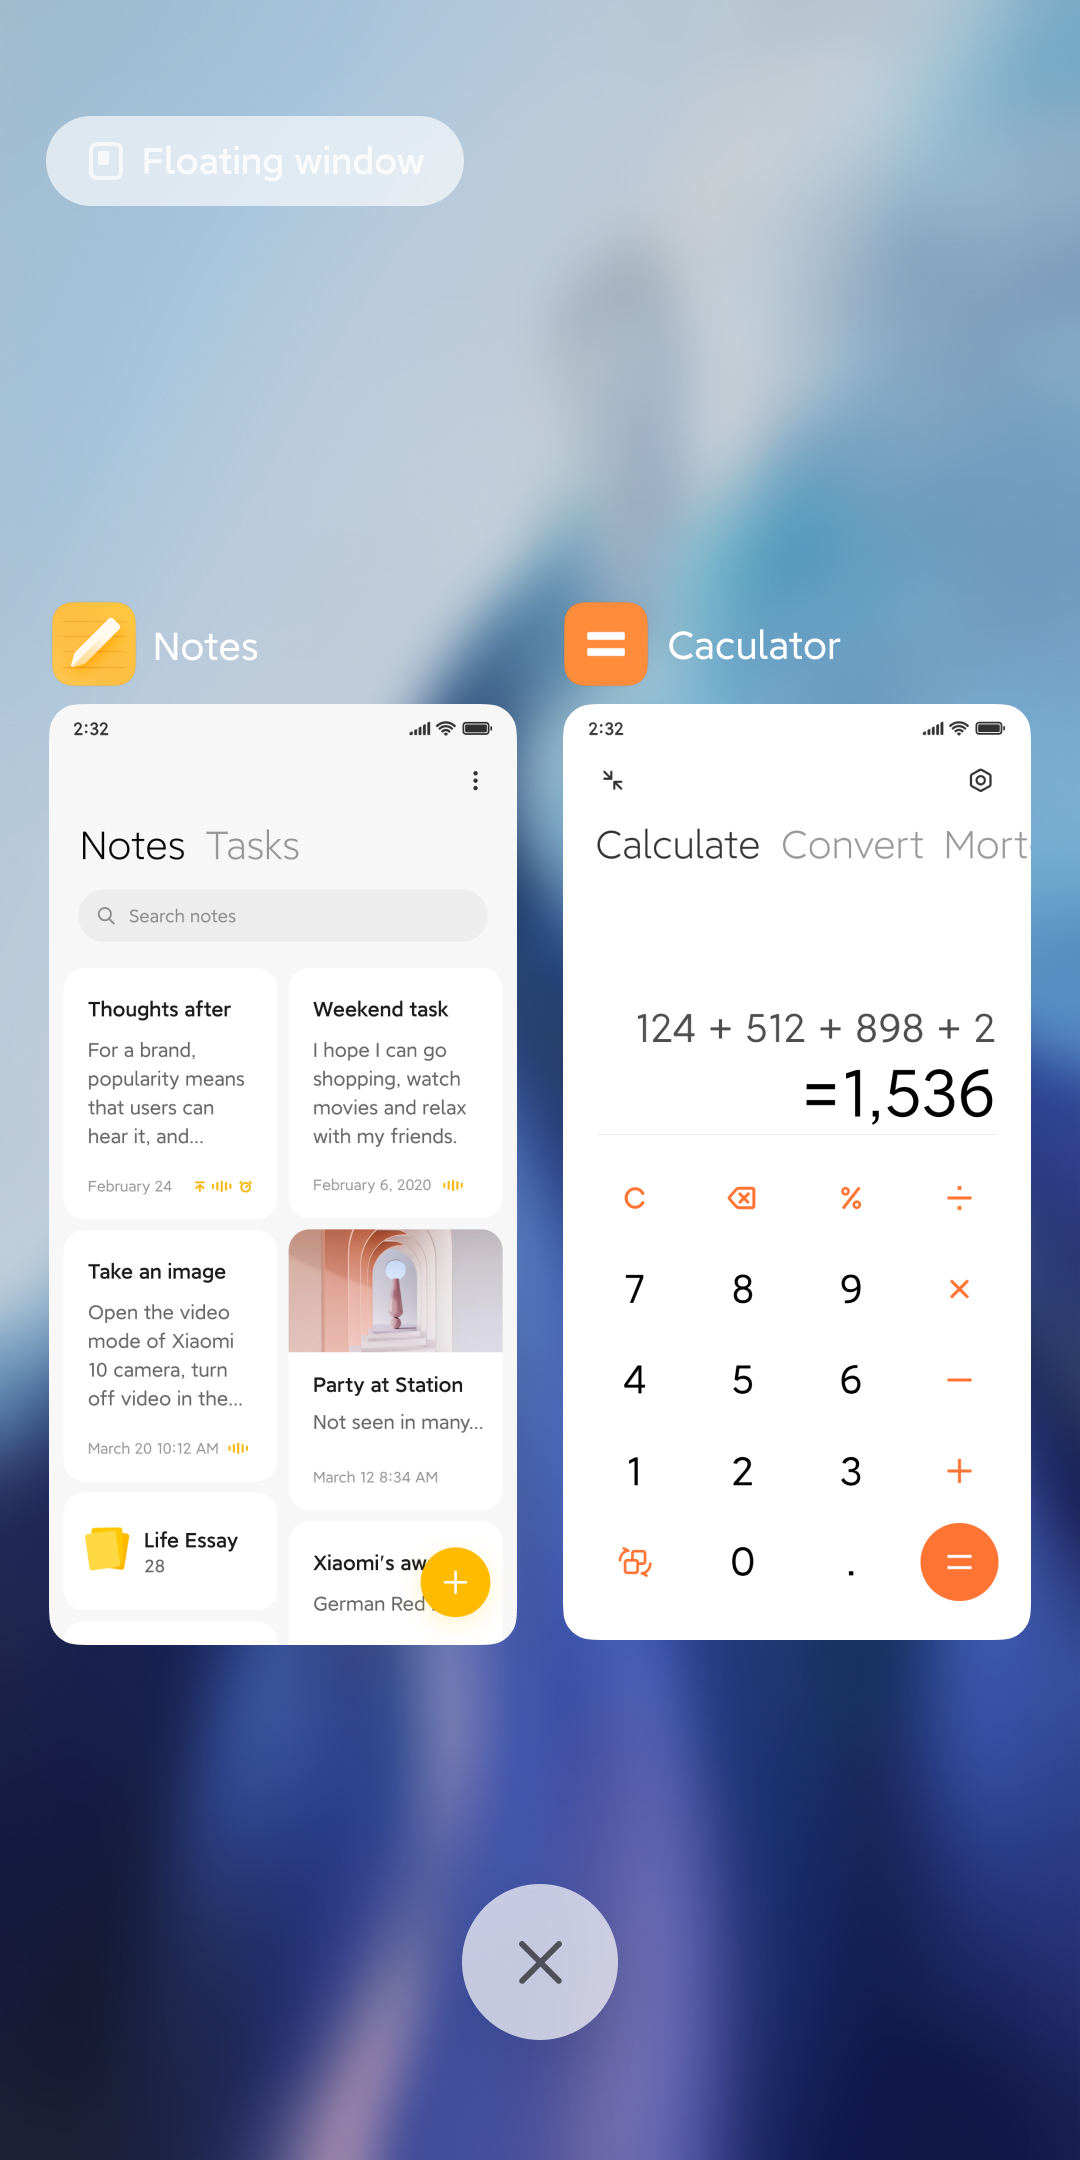 Floating window
Notes
2:32
Notes Tasks
Search notes
Thoughts after
For a brand,
popularity means
that users can
hear it, and...
February 24
Weekend task
I hope I can go
shopping, watch
movies and relax
with my friends.
February 6, 2020
Take an image
Open the video
mode of Xiaomi
10 camera, turn
off video in the...
March 20 10:12 AM
Party at Station
Not seen in many...
March 12 8:34 AM
Life Essay
28
Xiaomi's aw
German Red
Caculator
2:32
Calculate Convert Mort
124 + 512 + 898 + 2
=1,536
C % ÷
7 8 9 ×
4 5 6 −
1 2 3 +
0 . =